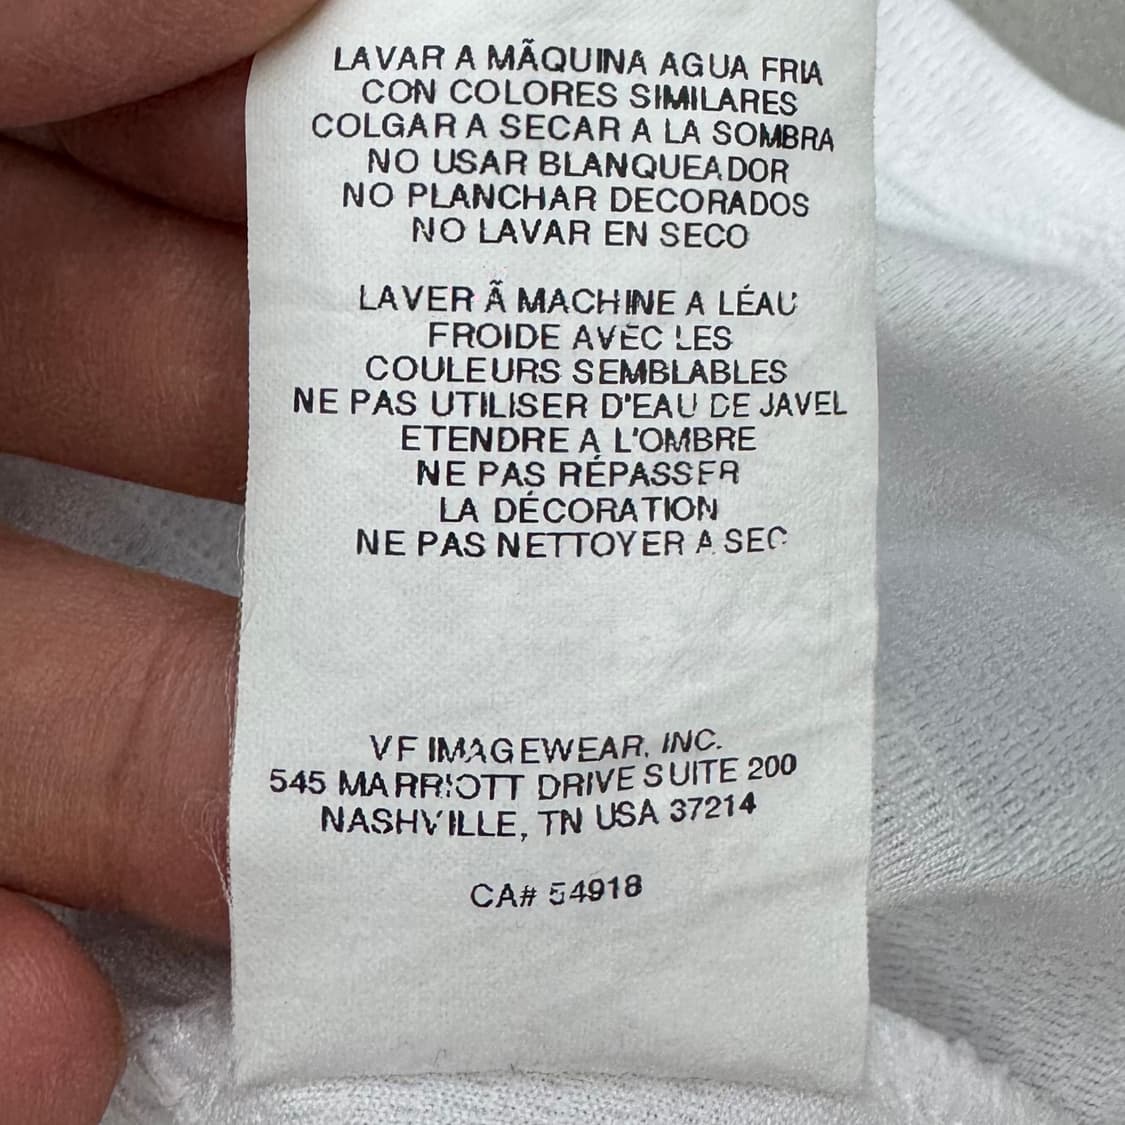 LAVAR A MÃQUINA AGUA FRIA
CON COLORES SIMILARES
COLGAR A SECAR A LA SOMBRA
NO USAR BLANQUEADOR
NO PLANCHAR DECORADOS
NO LAVAR EN SECO
LAVER Ã MACHINE A LÉAU
FROIDE AVEC LES
COULEURS SEMBLABLES
NE PAS UTILISER D'EAU DE JAVEL
ETENDRE A L'OMBRE
NE PAS RÉPASSER
LA DÉCORATION
NE PAS NETTOYER A SEC
VF IMAGEWEAR, INC.
545 MARRIOTT DRIVE SUITE 200
NASHVILLE, TN USA 37214
CA# 54918